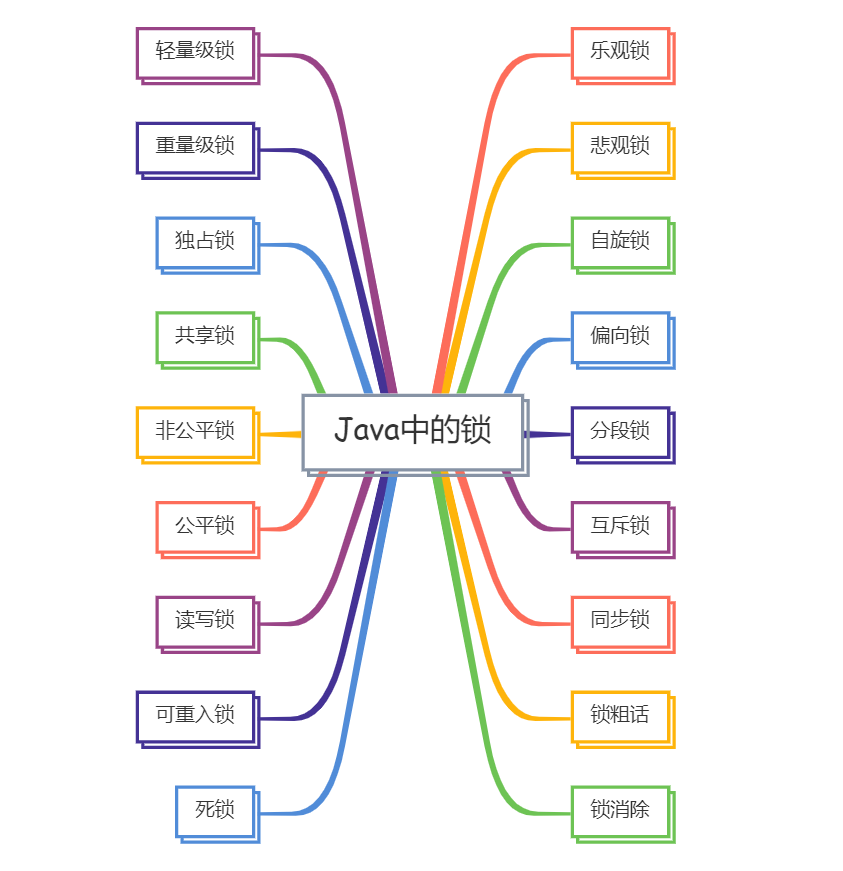 轻量级锁
重量级锁
独占锁
共享锁
非公平锁
公平锁
读写锁
可重入锁
死锁
Java中的锁
乐观锁
悲观锁
自旋锁
偏向锁
分段锁
互斥锁
同步锁
锁粗话
锁消除